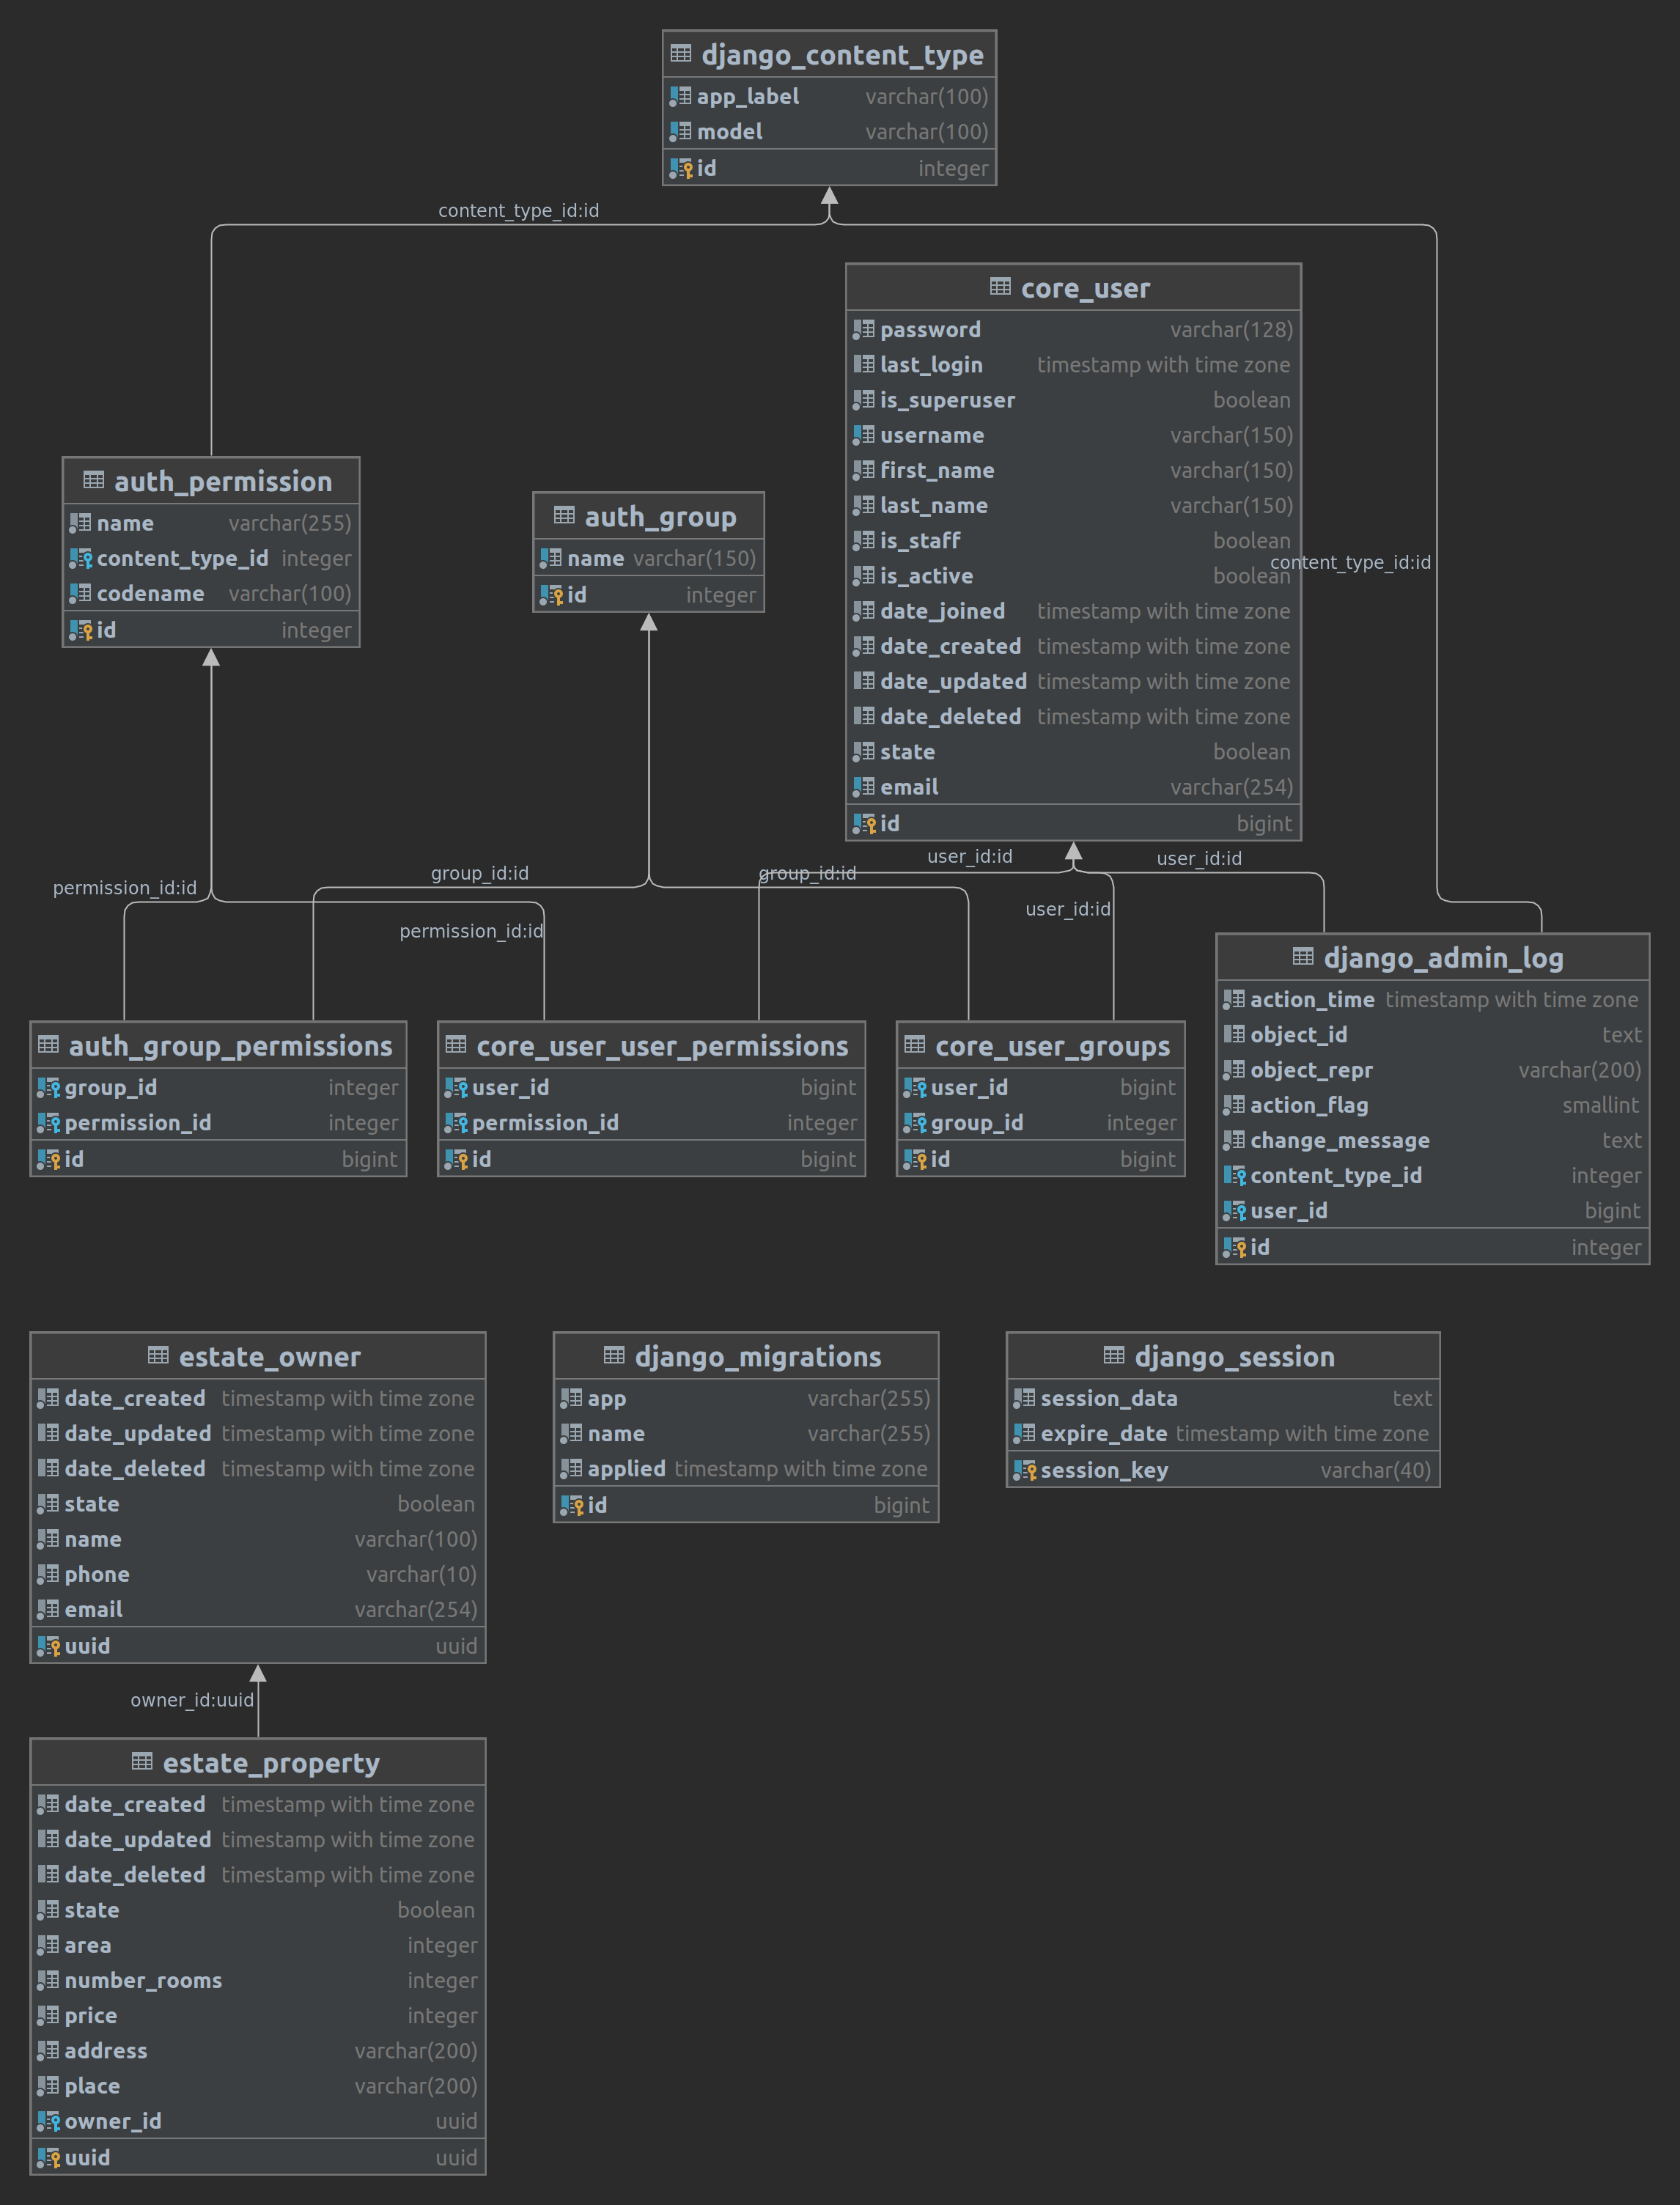 django_content_type
app_label varchar(100)
model varchar(100)
id integer
content_type_id:id
core_user
password varchar(128)
last_login timestamp with time zone
is_superuser boolean
username varchar(150)
first_name varchar(150)
last_name varchar(150)
is_staff boolean
is_active boolean
date_joined timestamp with time zone
date_created timestamp with time zone
date_updated timestamp with time zone
date_deleted timestamp with time zone
state boolean
email varchar(254)
id bigint
content_type_id:id
auth_permission
name varchar(255)
content_type_id integer
codename varchar(100)
id integer
auth_group
name varchar(150)
id integer
user_id:id
user_id:id
group_id:id
group_id:id
permission_id:id
user_id:id
permission_id:id
auth_group_permissions
group_id integer
permission_id integer
id bigint
core_user_user_permissions
user_id bigint
permission_id integer
id bigint
core_user_groups
user_id bigint
group_id integer
id bigint
django_admin_log
action_time timestamp with time zone
object_id text
object_repr varchar(200)
action_flag smallint
change_message text
content_type_id integer
user_id bigint
id integer
estate_owner
date_created timestamp with time zone
date_updated timestamp with time zone
date_deleted timestamp with time zone
state boolean
name varchar(100)
phone varchar(10)
email varchar(254)
uuid uuid
django_migrations
app varchar(255)
name varchar(255)
applied timestamp with time zone
id bigint
django_session
session_data text
expire_date timestamp with time zone
session_key varchar(40)
owner_id:uuid
estate_property
date_created timestamp with time zone
date_updated timestamp with time zone
date_deleted timestamp with time zone
state boolean
area integer
number_rooms integer
price integer
address varchar(200)
place varchar(200)
owner_id uuid
uuid uuid